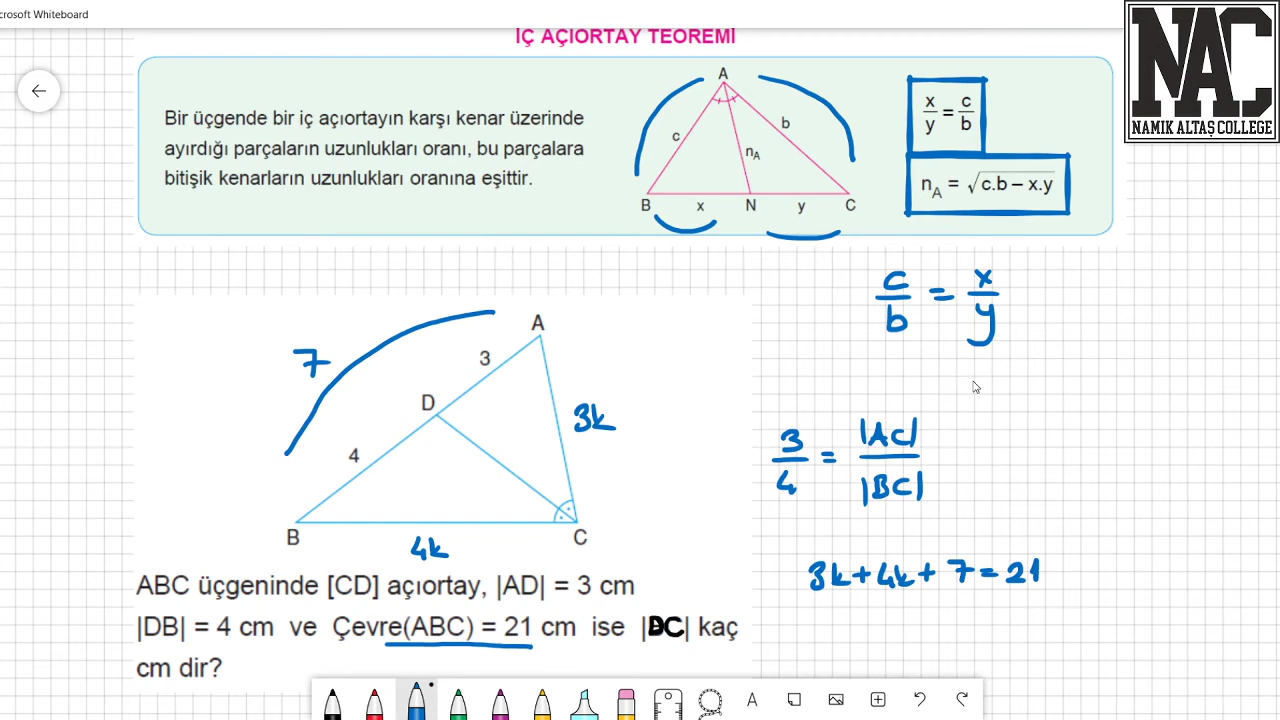 crosoft Whiteboard
İÇ AÇIORTAY TEOREMİ
Bir üçgende bir iç açıortayın karşı kenar üzerinde
ayırdığı parçaların uzunlukları oranı, bu parçalara
bitişik kenarların uzunlukları oranına eşittir.
A
c
b
nA
B
x
N
y
C
x/y = c/b
nA = √c.b – x.y
NAC
NAMIK ALTAŞ COLLEGE
c/b = x/y
7
A
3
D
3k
4
B
C
4k
3/4 = |AC|/|BC|
3k+4k+7=21
ABC üçgeninde [CD] açıortay, |AD| = 3 cm
|DB| = 4 cm ve Çevre(ABC) = 21 cm ise |DC| kaç
cm dir?
A